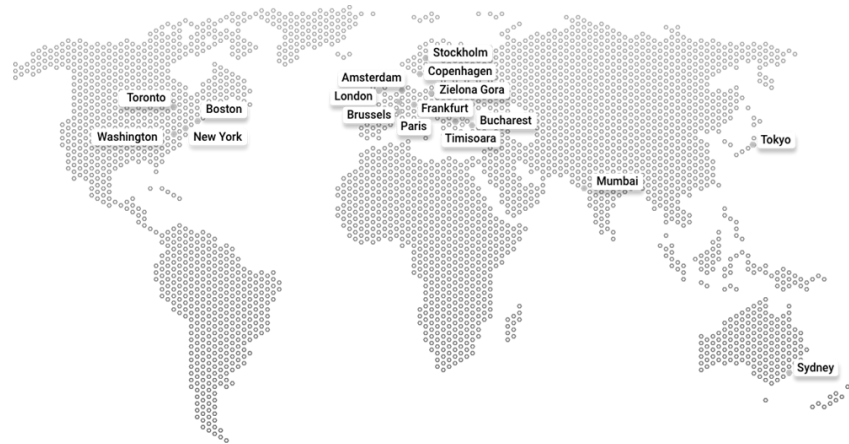 Stockholm
Copenhagen
Amsterdam
Zielona Gora
London
Toronto
Frankfurt
Boston
Brussels
Bucharest
Paris
Washington
New York
Timisoara
Tokyo
Mumbai
Sydney